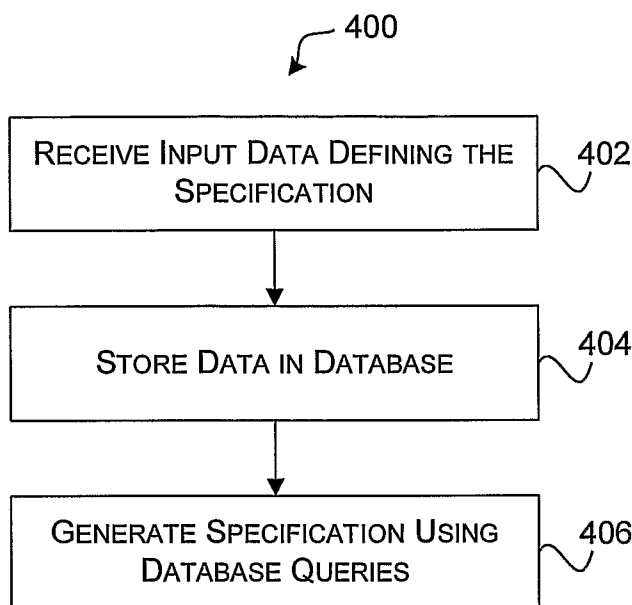 400
RECEIVE INPUT DATA DEFINING THE
SPECIFICATION
402
STORE DATA IN DATABASE
404
GENERATE SPECIFICATION USING
DATABASE QUERIES
406